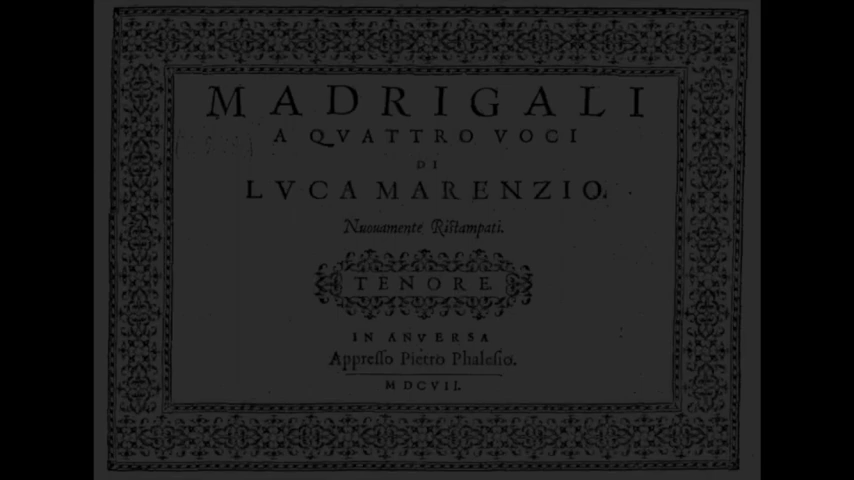 MADRIGALI
A QVATTRO VOCI
DI
LVCA MARENZIO.
Nuouamente Ristampati.
TENORE
IN ANVERSA
Appresso Pietro Phalesio.
MDCVII.